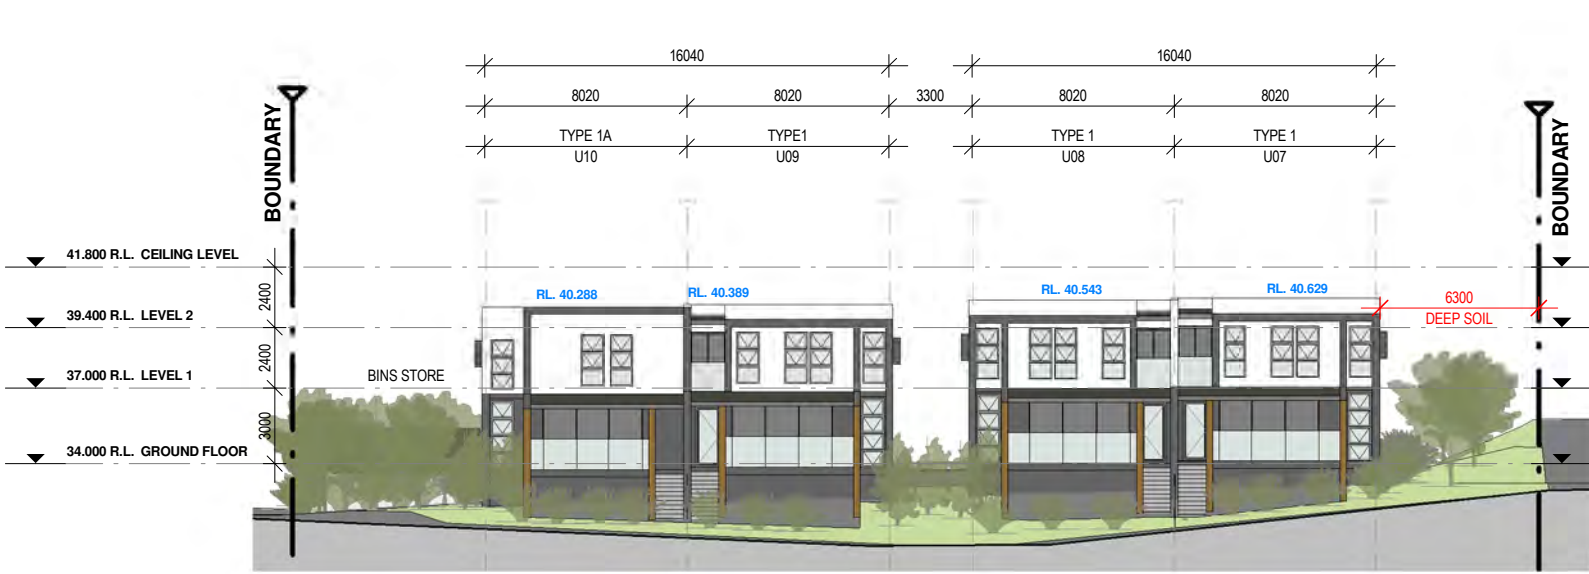 16040
16040
8020
8020
3300
8020
8020
TYPE 1A
TYPE1
TYPE 1
TYPE 1
U10
U09
U08
U07
BOUNDARY
BOUNDARY
41.800 R.L. CEILING LEVEL
2400
RL. 40.288
RL. 40.389
RL. 40.543
RL. 40.629
6300
DEEP SOIL
39.400 R.L. LEVEL 2
2400
37.000 R.L. LEVEL 1
BINS STORE
3000
34.000 R.L. GROUND FLOOR